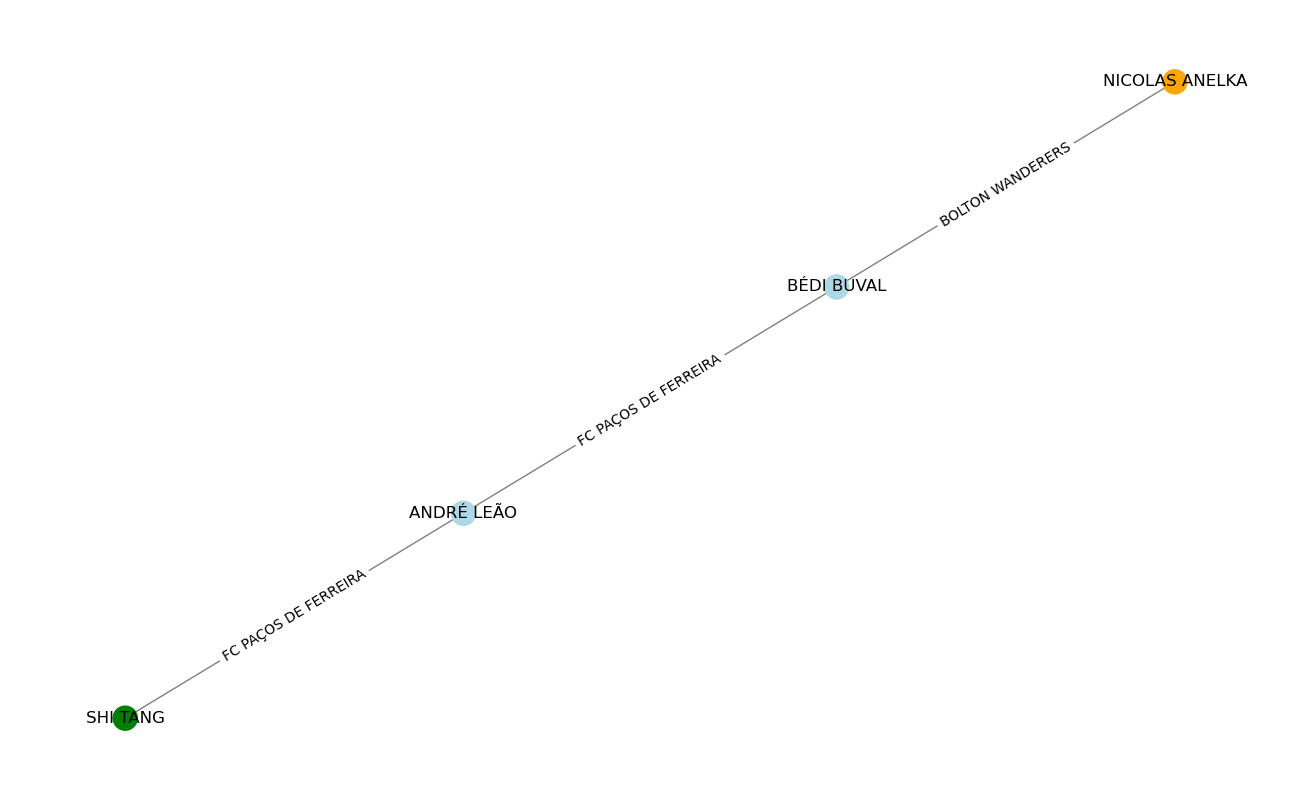 NICOLAS ANELKA
BOLTON WANDERERS
BÉDI BUVAL
FC PAÇOS DE FERREIRA
ANDRÉ LEÃO
FC PAÇOS DE FERREIRA
SHI TANG